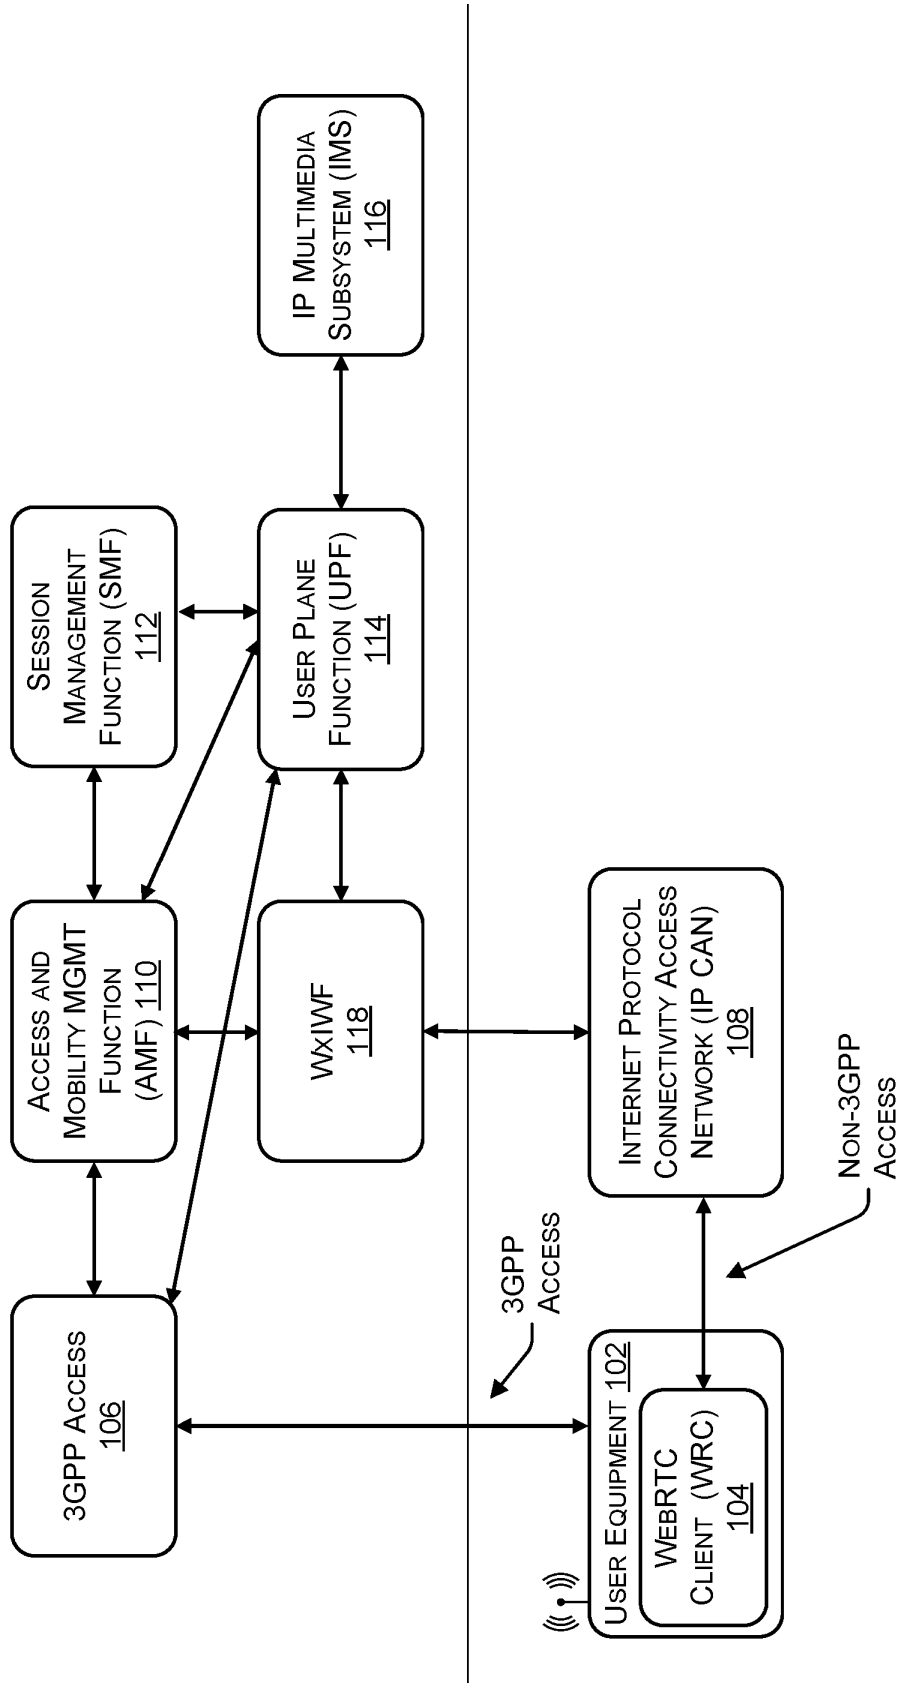 3GPP ACCESS
106
ACCESS AND
MOBILITY MGMT
FUNCTION
(AMF) 110
SESSION
MANAGEMENT
FUNCTION (SMF)
112
WXIWF
118
USER PLANE
FUNCTION (UPF)
114
IP MULTIMEDIA
SUBSYSTEM (IMS)
116
3GPP
ACCESS
USER EQUIPMENT 102
WEBRTC
CLIENT (WRC)
104
INTERNET PROTOCOL
CONNECTIVITY ACCESS
NETWORK (IP CAN)
108
NON-3GPP
ACCESS